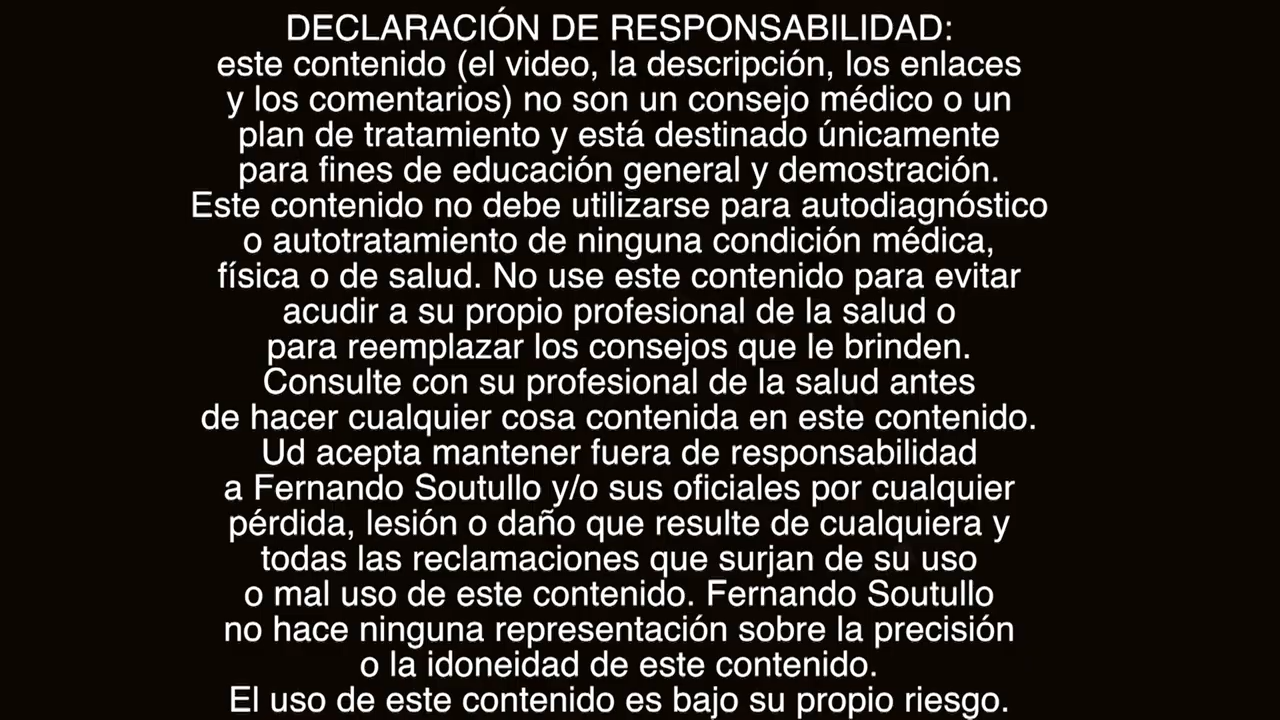 DECLARACIÓN DE RESPONSABILIDAD:
este contenido (el video, la descripción, los enlaces
y los comentarios) no son un consejo médico o un
plan de tratamiento y está destinado únicamente
para fines de educación general y demostración.
Este contenido no debe utilizarse para autodiagnóstico
o autotratamiento de ninguna condición médica,
física o de salud. No use este contenido para evitar
acudir a su propio profesional de la salud o
para reemplazar los consejos que le brinden.
Consulte con su profesional de la salud antes
de hacer cualquier cosa contenida en este contenido.
Ud acepta mantener fuera de responsabilidad
a Fernando Soutullo y/o sus oficiales por cualquier
pérdida, lesión o daño que resulte de cualquiera y
todas las reclamaciones que surjan de su uso
o mal uso de este contenido. Fernando Soutullo
no hace ninguna representación sobre la precisión
o la idoneidad de este contenido.
El uso de este contenido es bajo su propio riesgo.